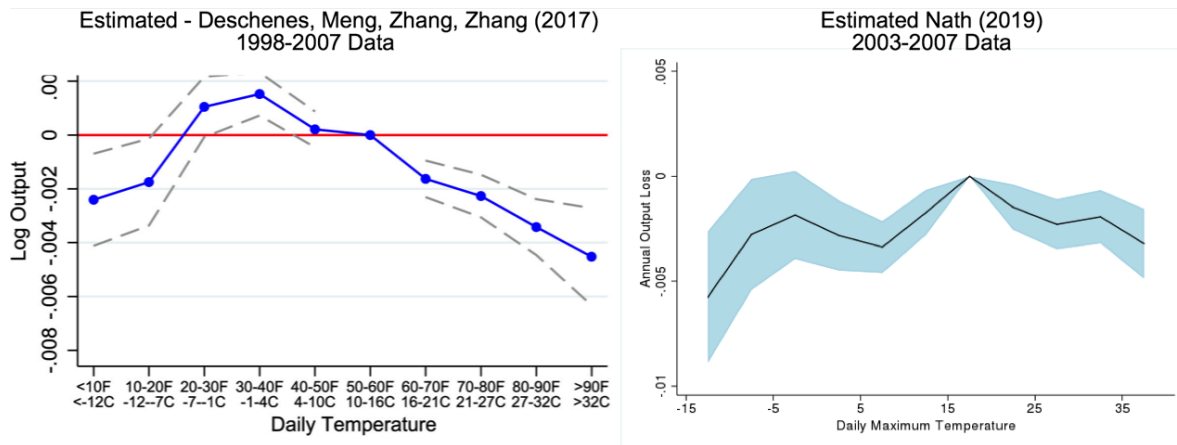 Estimated - Deschenes, Meng, Zhang, Zhang (2017)
1998-2007 Data
.00
0
-.002
-.004
-.006
-.008
Log Output
<10F 10-20F 20-30F 30-40F 40-50F 50-60F 60-70F 70-80F 80-90F >90F
<-12C -12--7C -7--1C -1-4C 4-10C 10-16C 16-21C 21-27C 27-32C >32C
Daily Temperature
Estimated Nath (2019)
2003-2007 Data
.005
0
-.005
-.01
Annual Output Loss
-15 -5 5 15 25 35
Daily Maximum Temperature